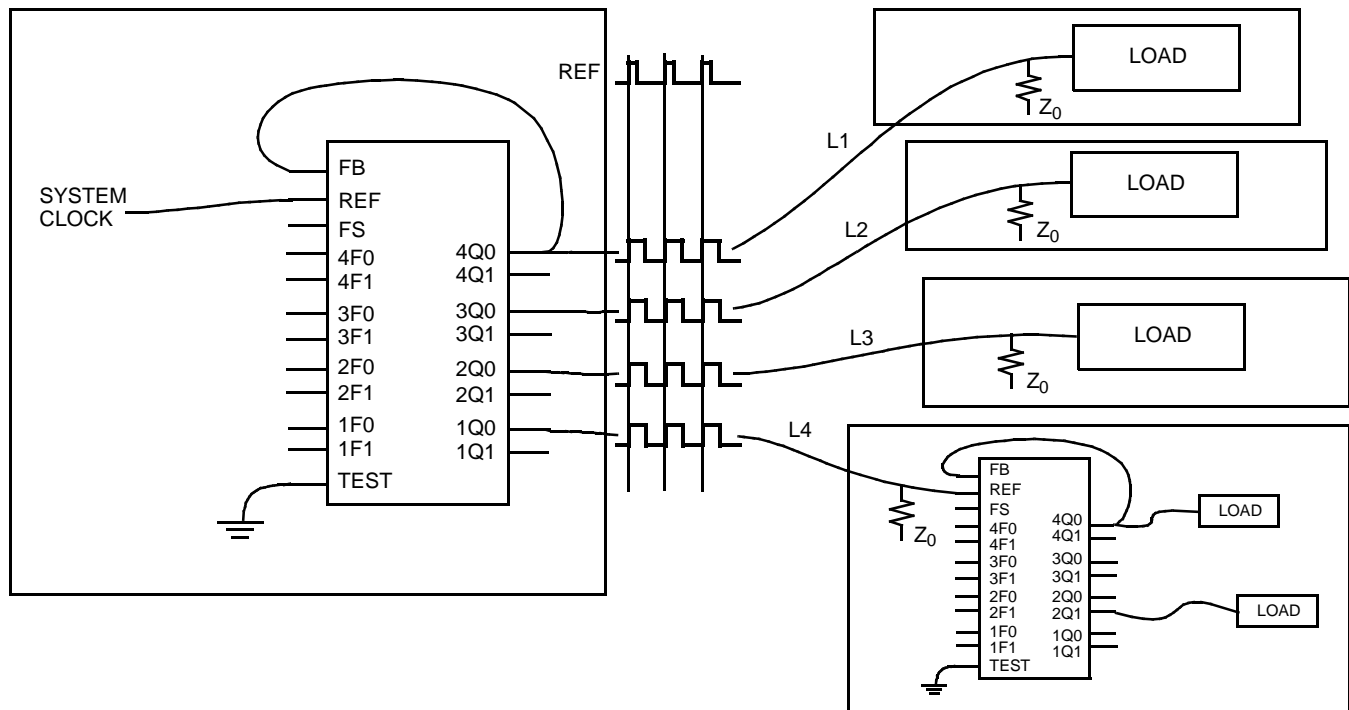 REF
LOAD
Z0
L1
SYSTEM
CLOCK
FB
REF
FS
4F0
4F1
3F0
3F1
2F0
2F1
1F0
1F1
TEST
4Q0
4Q1
3Q0
3Q1
2Q0
2Q1
1Q0
1Q1
LOAD
Z0
L2
LOAD
Z0
L3
L4
Z0
FB
REF
FS
4F0
4F1
3F0
3F1
2F0
2F1
1F0
1F1
TEST
4Q0
4Q1
3Q0
3Q1
2Q0
2Q1
1Q0
1Q1
LOAD
LOAD